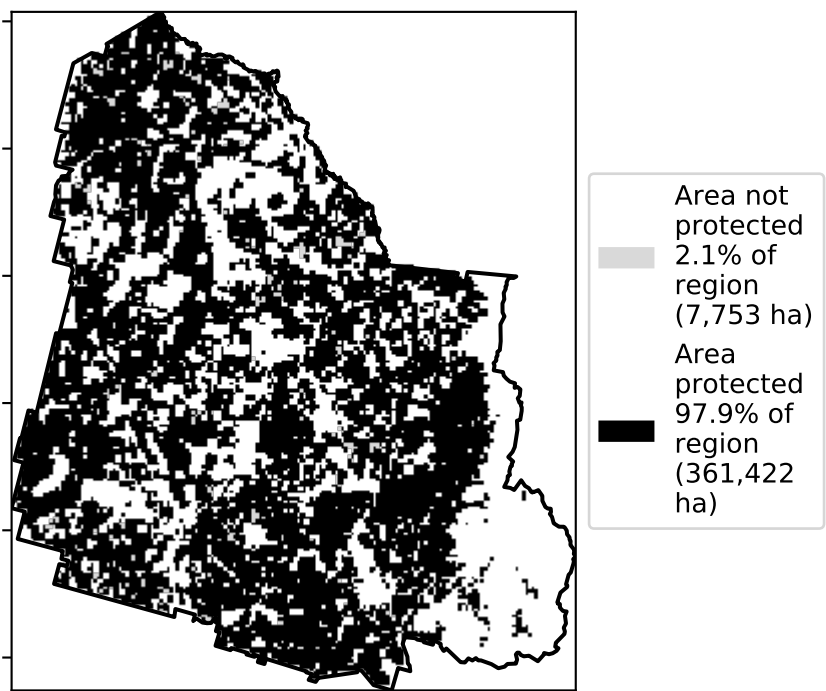 Area not
protected
2.1% of
region
(7,753 ha)
Area
protected
97.9% of
region
(361,422
ha)